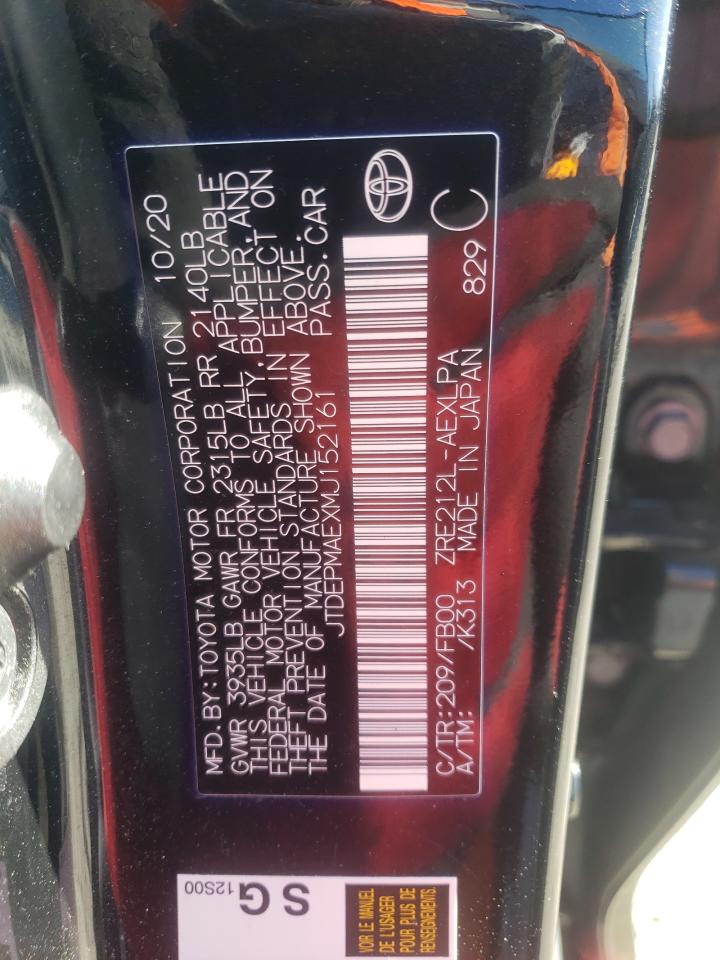 MFD. BY: TOYOTA MOTOR CORPORATION 10/20
GVWR 3935LB GAWR FR 2315LB RR 2140LB
THIS VEHICLE CONFORMS TO ALL APPLICABLE
FEDERAL MOTOR VEHICLE SAFETY, BUMPER, AND
THEFT PREVENTION STANDARDS IN EFFECT ON
THE DATE OF MANUFACTURE SHOWN ABOVE.
JTDEPMAEXMJ152161 PASS. CAR
C/TR: 209/FB00 ZRE212L-AEXLPA 829 C
A/TM: /K313 MADE IN JAPAN
S G
12S00
VOIR LE MANUEL
DE L'USAGER
POUR PLUS DE
RENSEIGNEMENTS.